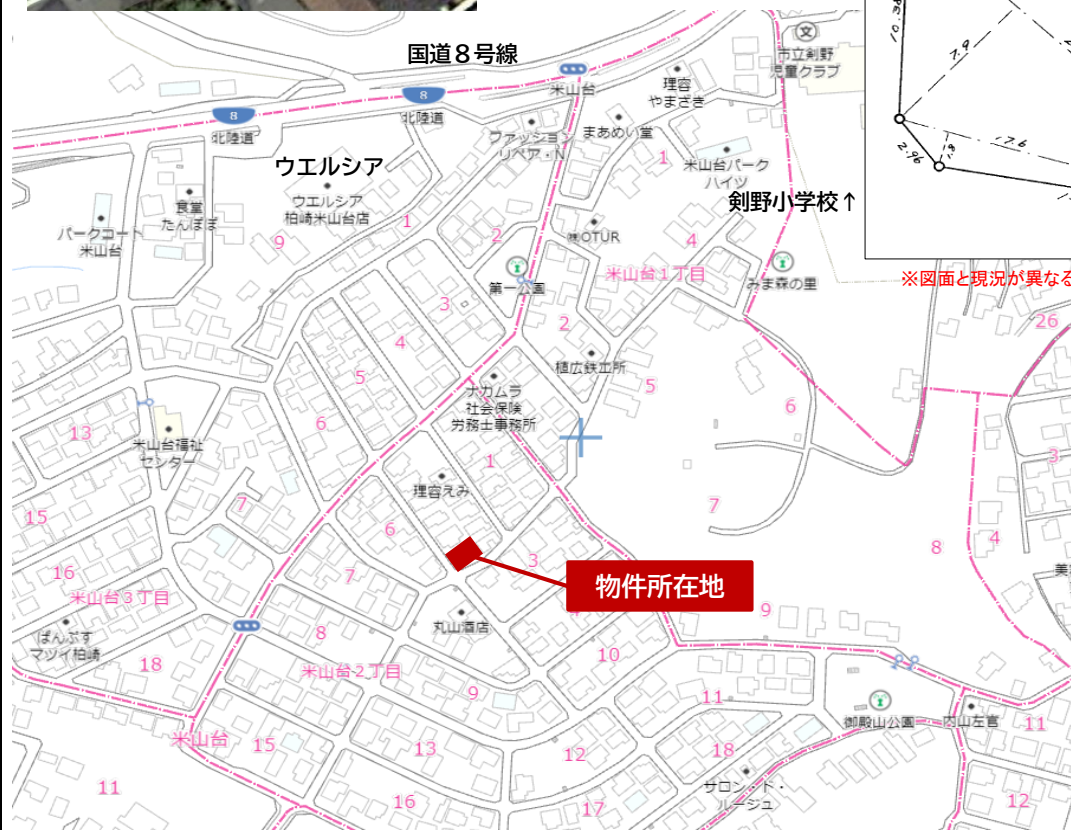 国道８号線
文
市立剣野
児童クラブ
米山台
理容
やまざき
8
8
北陸道
北陸道
ファッション
リペア・N
まあめい堂
1
米山台パーク
ハイツ
ウエルシア
ウエルシア
柏崎米山台店
食堂
たんぽぽ
パークコート
米山台
9
1
2
㈱OTUR
4
剣野小学校↑
米山台1丁目
みま森の里
第一公園
3
2
4
植広鉄工所
5
5
6
ナカムラ
社会保険
労務士事務所
6
26
13
米山台福祉
センター
1
理容えみ
7
7
3
15
6
4
8
16
7
3
物件所在地
9
米山台3丁目
丸山酒店
ぱんぷす
マツイ柏崎
8
10
18
米山台2丁目
9
11
御殿山公園
内山左官
11
米山台
15
13
12
18
サロン・ド・
ルージュ
11
16
17
12
7.9
2.96
1.8
17.6
※図面と現況が異なる